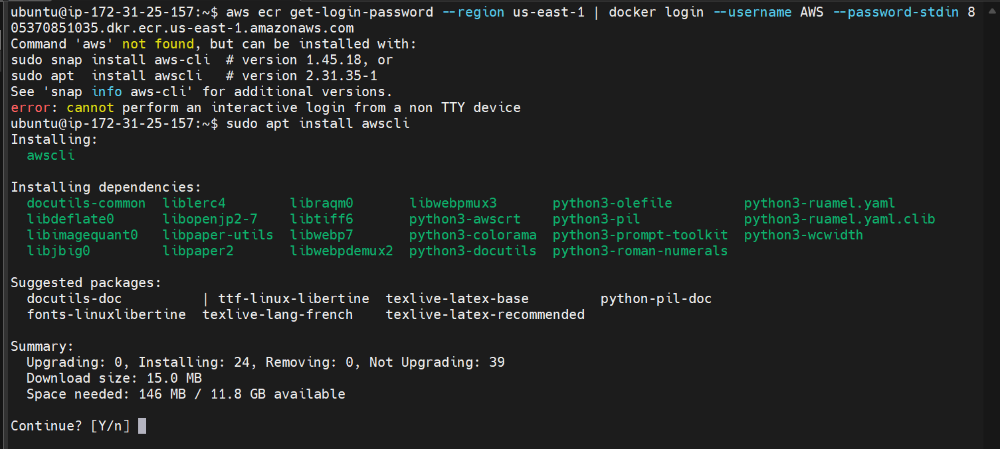 ubuntu@ip-172-31-25-157:~$ aws ecr get-login-password --region us-east-1 | docker login --username AWS --password-stdin 8
05370851035.dkr.ecr.us-east-1.amazonaws.com
Command 'aws' not found, but can be installed with:
sudo snap install aws-cli  # version 1.45.18, or
sudo apt  install awscli   # version 2.31.35-1
See 'snap info aws-cli' for additional versions.
error: cannot perform an interactive login from a non TTY device
ubuntu@ip-172-31-25-157:~$ sudo apt install awscli
Installing:
  awscli

Installing dependencies:
  docutils-common  liblerc4        libraqm0       libwebpmux3       python3-olefile         python3-ruamel.yaml
  libdeflate0      libopenjp2-7    libtiff6       python3-awscrt    python3-pil             python3-ruamel.yaml.clib
  libimagequant0   libpaper-utils  libwebp7       python3-colorama  python3-prompt-toolkit  python3-wcwidth
  libjbig0         libpaper2       libwebpdemux2  python3-docutils  python3-roman-numerals

Suggested packages:
  docutils-doc          | ttf-linux-libertine  texlive-latex-base         python-pil-doc
  fonts-linuxlibertine  texlive-lang-french    texlive-latex-recommended

Summary:
  Upgrading: 0, Installing: 24, Removing: 0, Not Upgrading: 39
  Download size: 15.0 MB
  Space needed: 146 MB / 11.8 GB available

Continue? [Y/n]